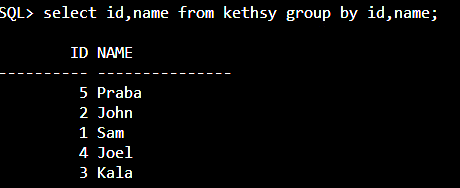 SQL> select id,name from kethsy group by id,name;
ID NAME
---------- ---------------
5 Praba
2 John
1 Sam
4 Joel
3 Kala